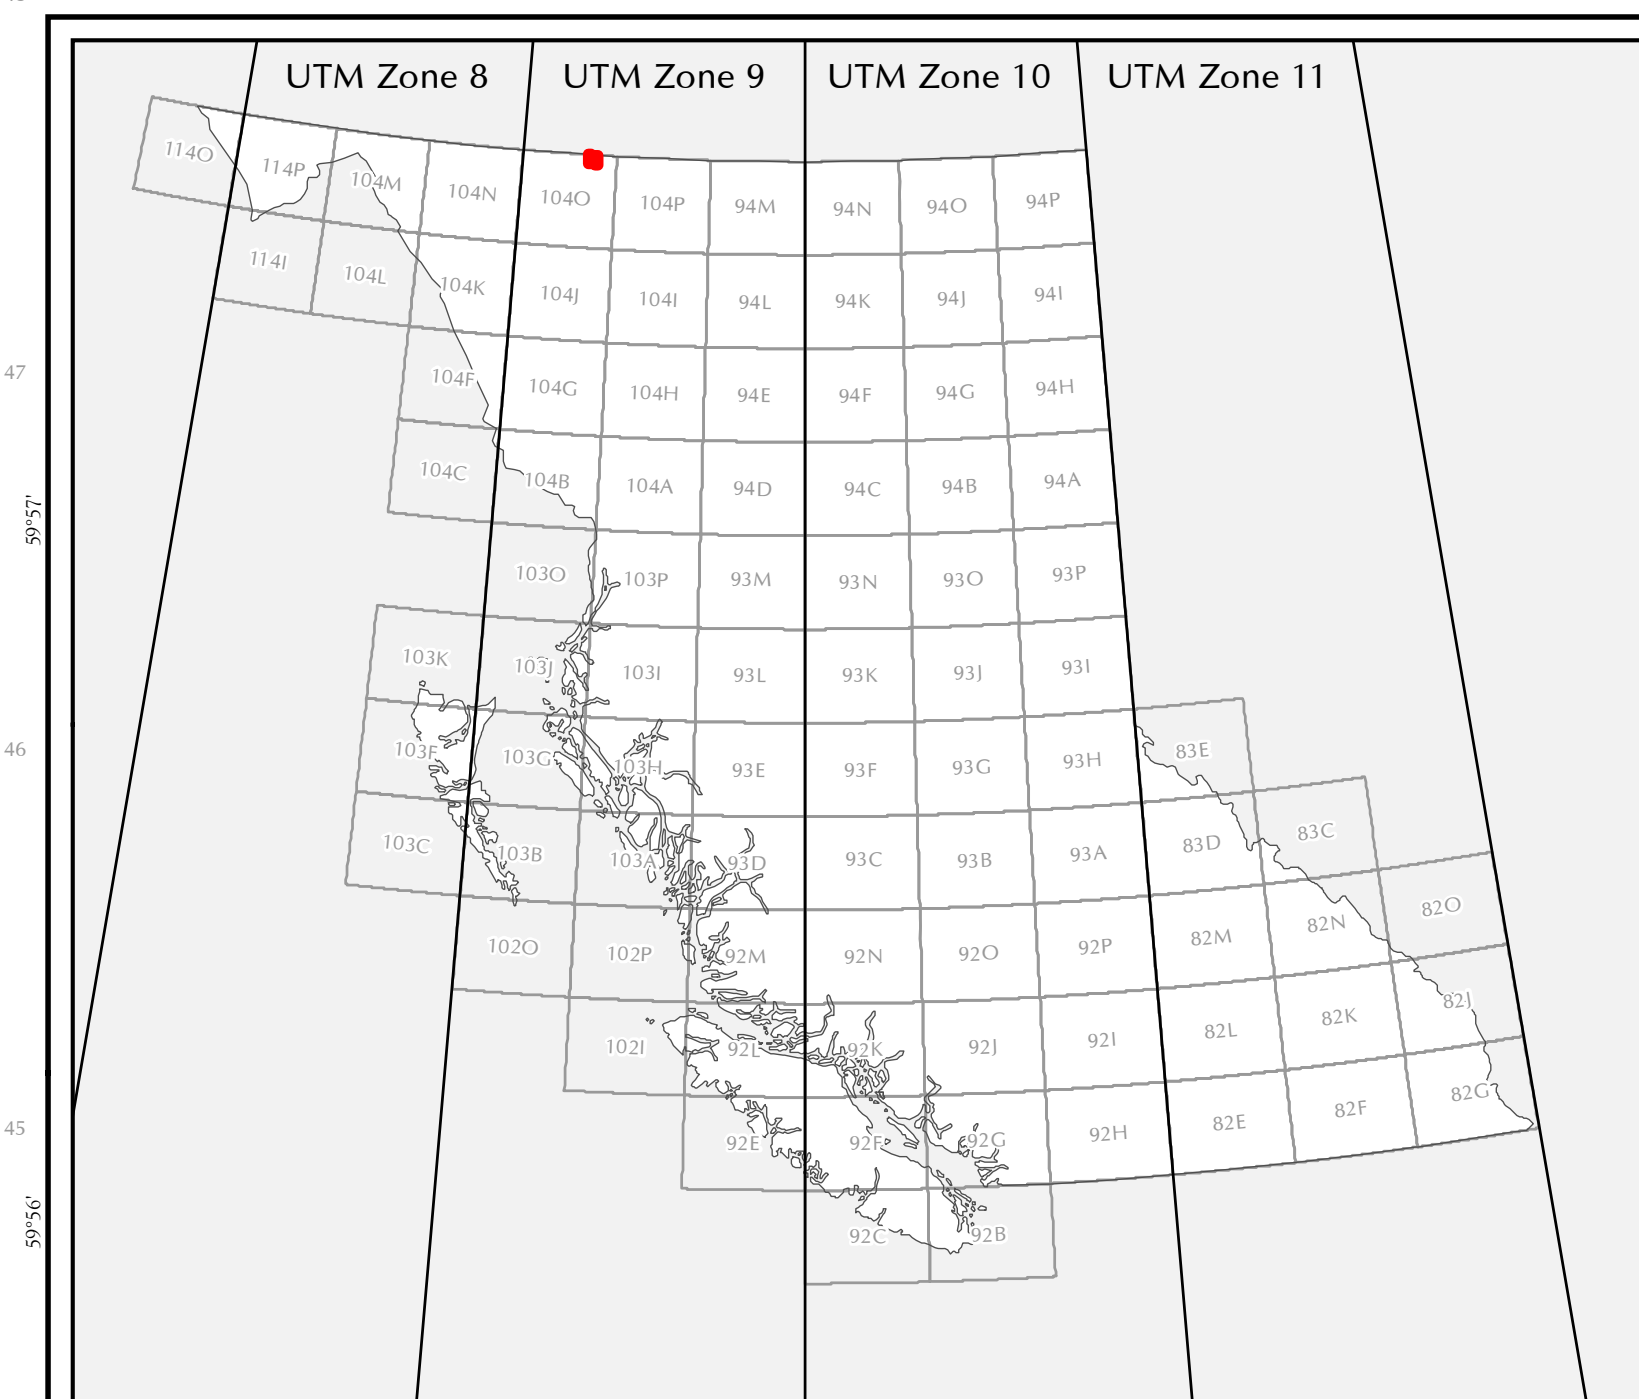 UTM Zone 8 UTM Zone 9 UTM Zone 10 UTM Zone 11
114O 114P 104M 104N 104O 104P 94M 94N 94O 94P
114I 104L 104K 104J 104I 94L 94K 94J 94I
47
104F 104G 104H 94E 94F 94G 94H
104C 104B 104A 94D 94C 94B 94A
59°57'
103O 103P 93M 93N 93O 93P
103K 103J 103I 93L 93K 93J 93I
46
103F 103G 103H 93E 93F 93G 93H 83E
103C 103B 103A 93D 93C 93B 93A 83D 83C
102O 102P 92M 92N 92O 92P 82M 82N 82O
102I 92L 92K 92J 92I 82L 82K 82J
45
92E 92F 92G 92H 82E 82F 82G
59°56'
92C 92B